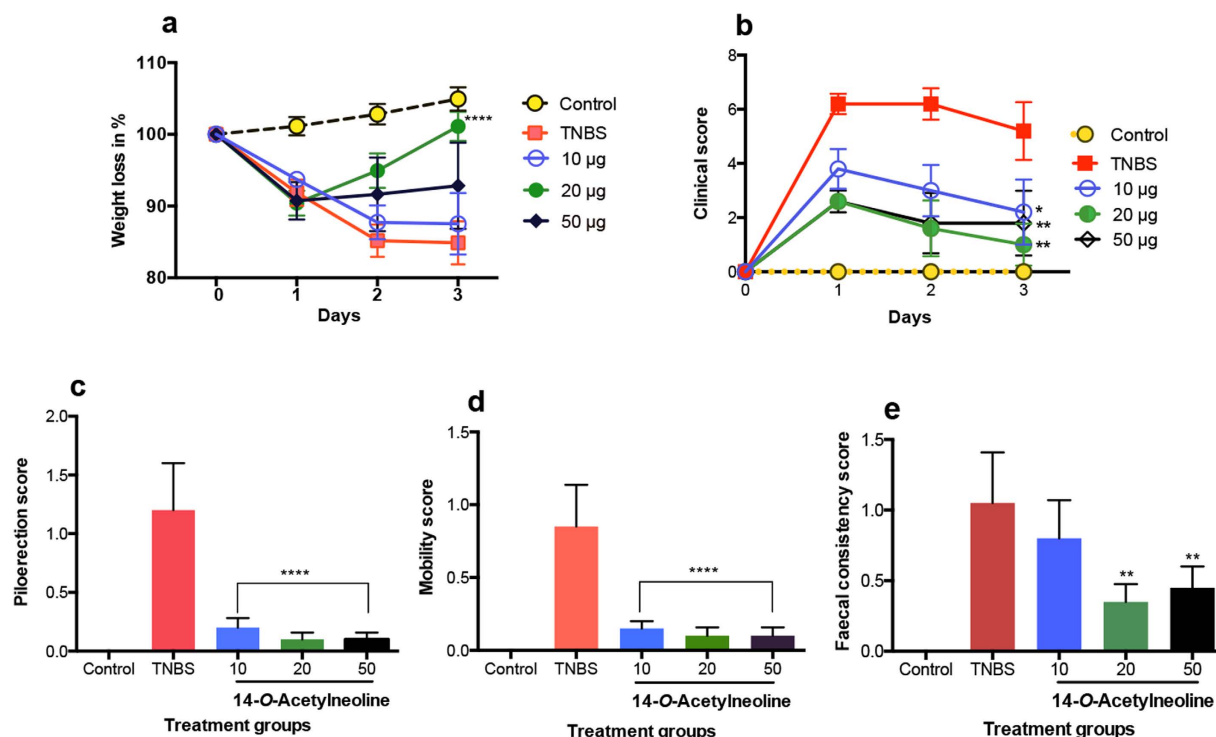 a
Weight loss in %
110
100
90
80
0 1 2 3
Days
****
Control
TNBS
10 µg
20 µg
50 µg
b
Clinical score
8
6
4
2
0
0 1 2 3
Days
*
**
**
Control
TNBS
10 µg
20 µg
50 µg
c
Piloerection score
2.0
1.5
1.0
0.5
0.0
****
Control TNBS 10 20 50
14-O-Acetylneoline
Treatment groups
d
Mobility score
1.5
1.0
0.5
0.0
****
Control TNBS 10 20 50
14-O-Acetylneoline
Treatment groups
e
Faecal consistency score
1.5
1.0
0.5
0.0
** **
Control TNBS 10 20 50
14-O-Acetylneoline
Treatment groups